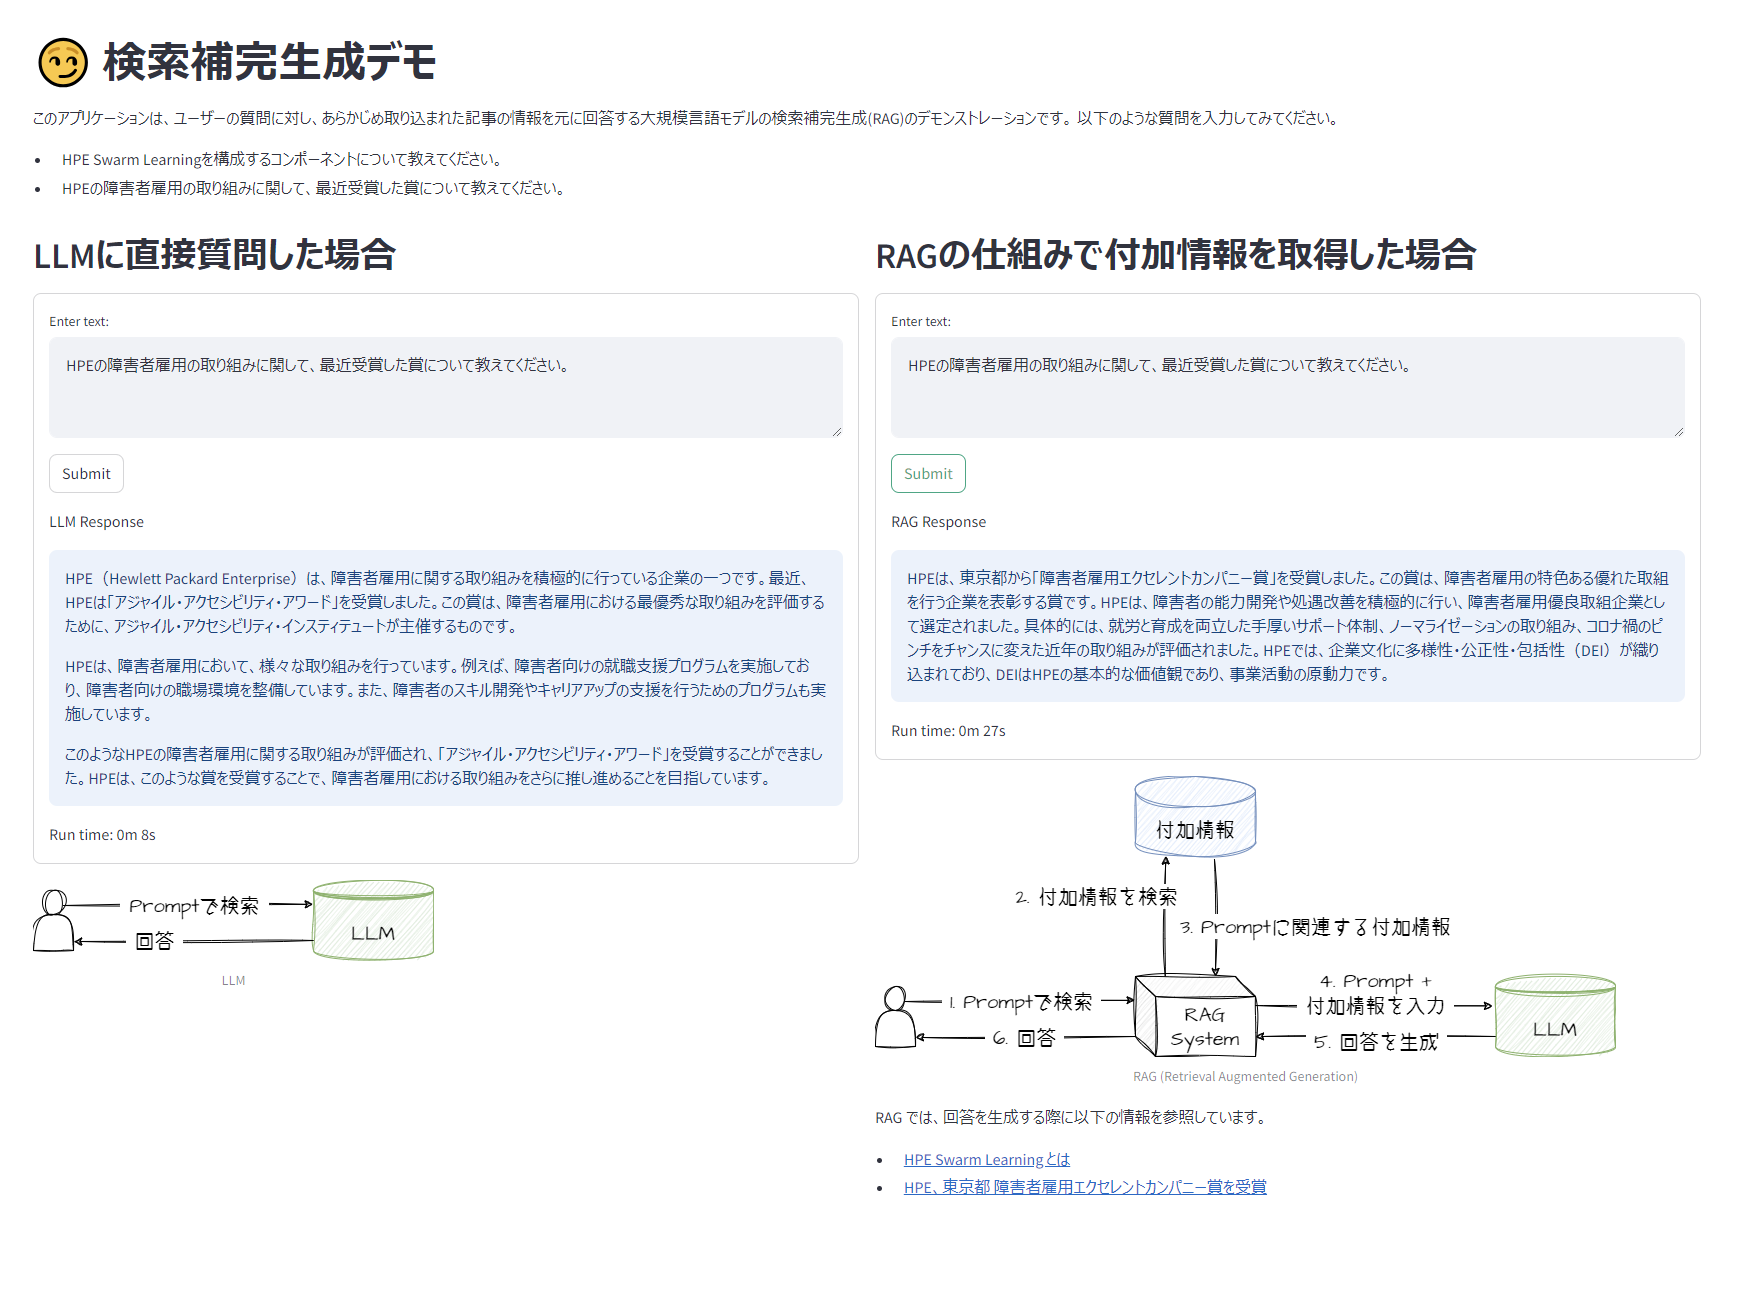 検索補完生成デモ
このアプリケーションは、ユーザーの質問に対し、あらかじめ取り込まれた記事の情報を元に回答する大規模言語モデルの検索補完生成(RAG)のデモンストレーションです。以下のような質問を入力してみてください。
HPE Swarm Learningを構成するコンポーネントについて教えてください。
HPEの障害者雇用の取り組みに関して、最近受賞した賞について教えてください。
LLMに直接質問した場合
Enter text:
HPEの障害者雇用の取り組みに関して、最近受賞した賞について教えてください。
Submit
LLM Response
HPE（Hewlett Packard Enterprise）は、障害者雇用に関する取り組みを積極的に行っている企業の一つです。最近、
HPEは「アジャイル・アクセシビリティ・アワード」を受賞しました。この賞は、障害者雇用における最優秀な取り組みを評価する
ために、アジャイル・アクセシビリティ・インスティテュートが主催するものです。
HPEは、障害者雇用において、様々な取り組みを行っています。例えば、障害者向けの就職支援プログラムを実施してお
り、障害者向けの職場環境を整備しています。また、障害者のスキル開発やキャリアアップの支援を行うためのプログラムも実
施しています。
このようなHPEの障害者雇用に関する取り組みが評価され、「アジャイル・アクセシビリティ・アワード」を受賞することができまし
た。HPEは、このような賞を受賞することで、障害者雇用における取り組みをさらに推し進めることを目指しています。
Run time: 0m 8s
Promptで検索
回答
LLM
LLM
RAGの仕組みで付加情報を取得した場合
Enter text:
HPEの障害者雇用の取り組みに関して、最近受賞した賞について教えてください。
Submit
RAG Response
HPEは、東京都から「障害者雇用エクセレントカンパニー賞」を受賞しました。この賞は、障害者雇用の特色ある優れた取組
を行う企業を表彰する賞です。HPEは、障害者の能力開発や処遇改善を積極的に行い、障害者雇用優良取組企業とし
て選定されました。具体的には、就労と育成を両立した手厚いサポート体制、ノーマライゼーションの取り組み、コロナ禍のピ
ンチをチャンスに変えた近年の取り組みが評価されました。HPEでは、企業文化に多様性・公正性・包括性（DEI）が織り
込まれており、DEIはHPEの基本的な価値観であり、事業活動の原動力です。
Run time: 0m 27s
付加情報
2. 付加情報を検索
3. Promptに関連する付加情報
1. Promptで検索
6. 回答
RAG
System
4. Prompt +
付加情報を入力
5. 回答を生成
LLM
RAG (Retrieval Augmented Generation)
RAG では、回答を生成する際に以下の情報を参照しています。
HPE Swarm Learningとは
HPE、東京都 障害者雇用エクセレントカンパニー賞を受賞